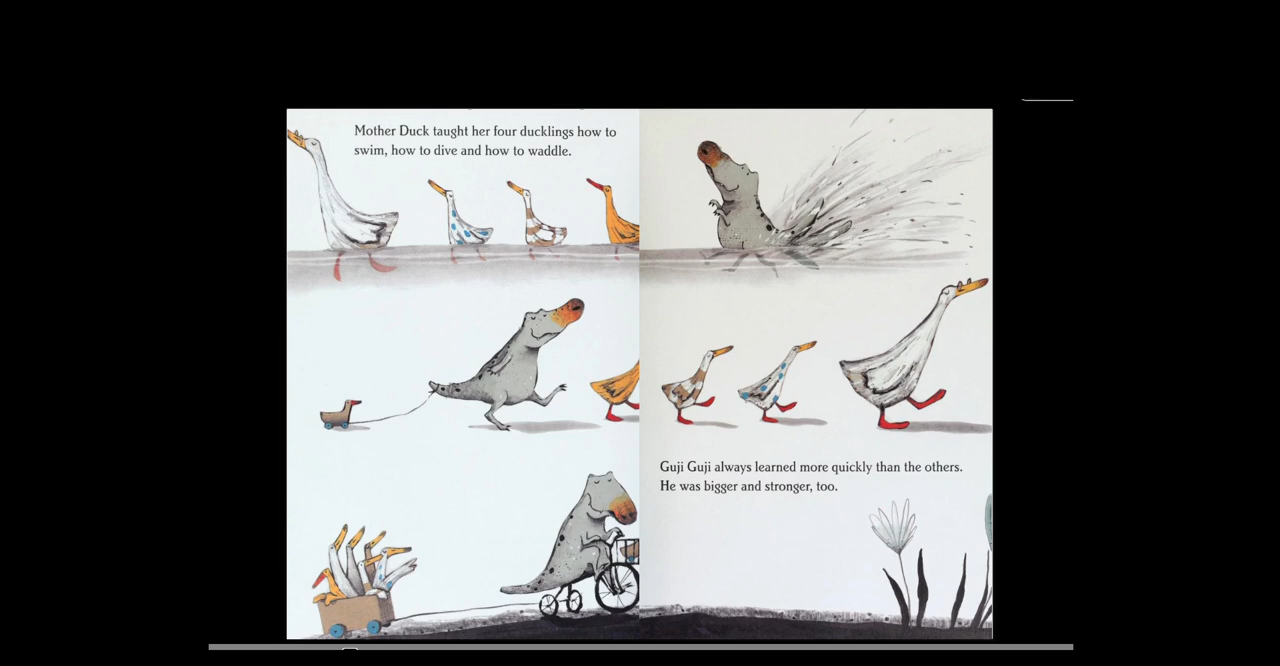 Mother Duck taught her four ducklings how to
swim, how to dive and how to waddle.
Guji Guji always learned more quickly than the others.
He was bigger and stronger, too.